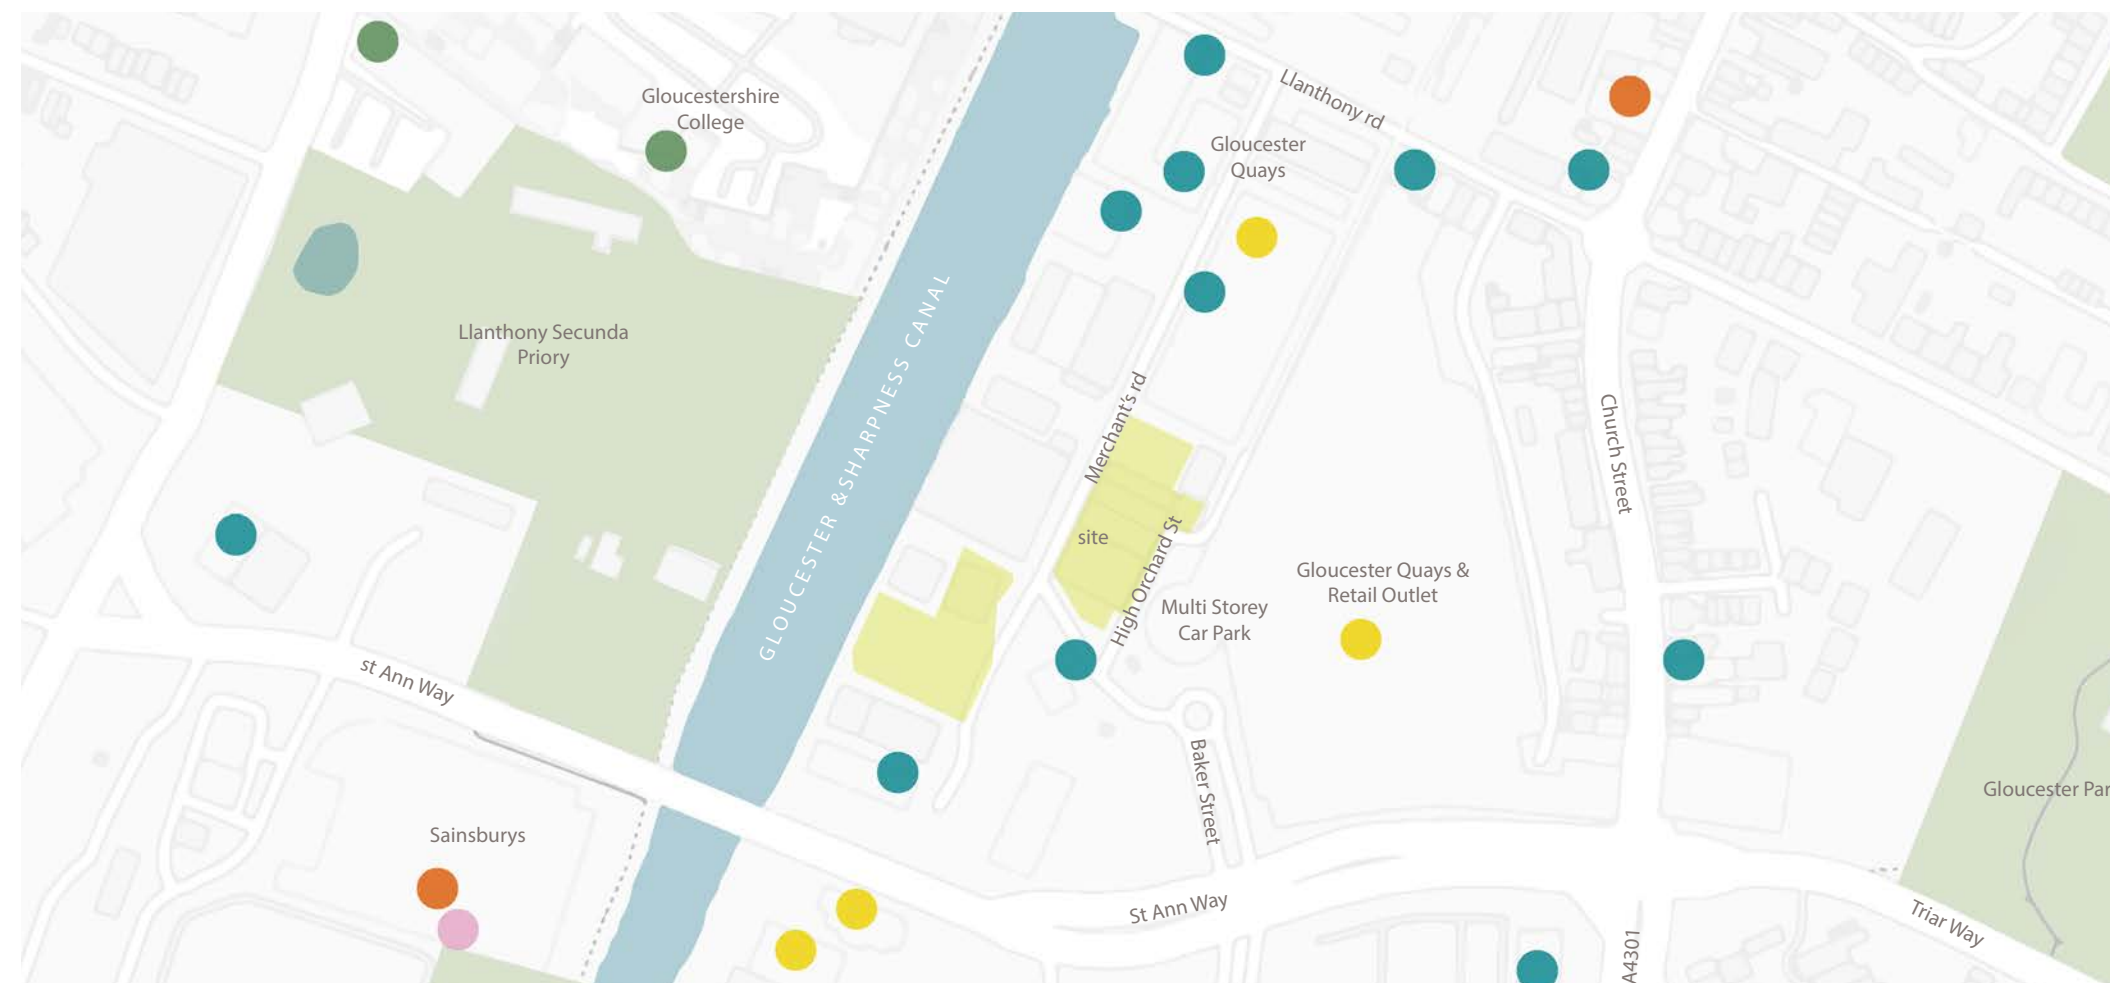 Llanthony rd
Gloucestershire
College
Gloucester
Quays
Llanthony Secunda
Priory
GLOUCESTER & SHARPNESS CANAL
Merchant's rd
Church Street
site
High Orchard St
Gloucester Quays &
Retail Outlet
Multi Storey
Car Park
st Ann Way
Baker Street
Gloucester Par
Sainsburys
St Ann Way
Triar Way
A4301